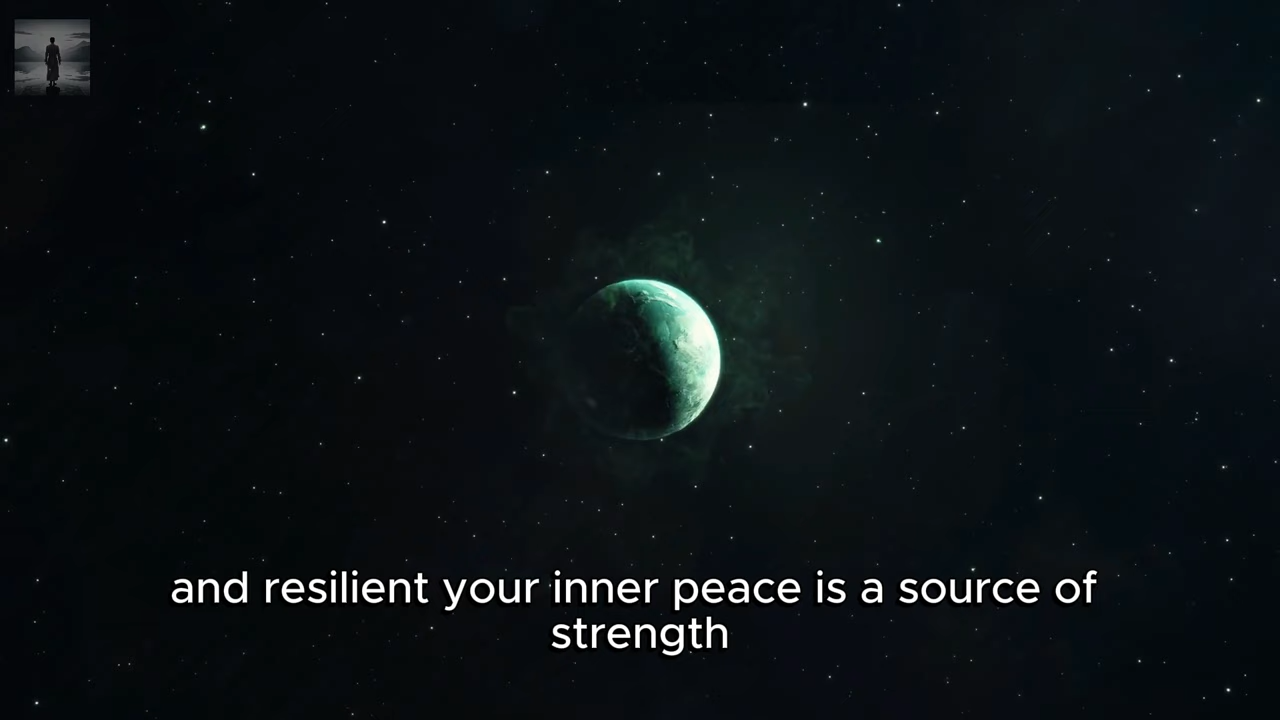 and resilient your inner peace is a source of
strength